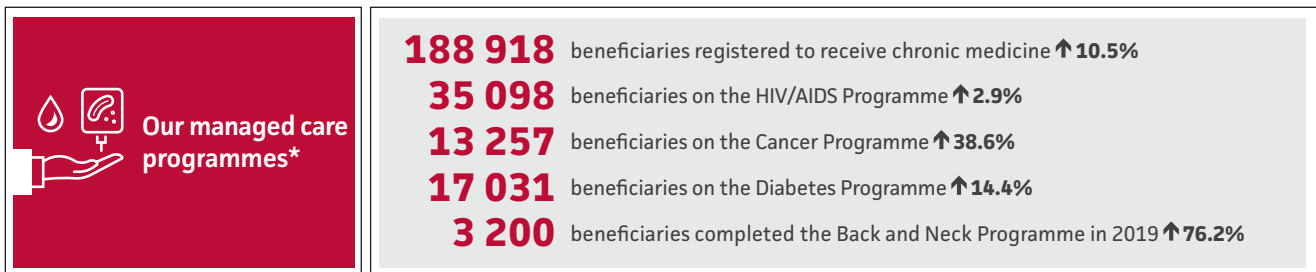 Our managed care
programmes*
188 918 beneficiaries registered to receive chronic medicine ↑ 10.5%
35 098 beneficiaries on the HIV/AIDS Programme ↑ 2.9%
13 257 beneficiaries on the Cancer Programme ↑ 38.6%
17 031 beneficiaries on the Diabetes Programme ↑ 14.4%
3 200 beneficiaries completed the Back and Neck Programme in 2019 ↑ 76.2%